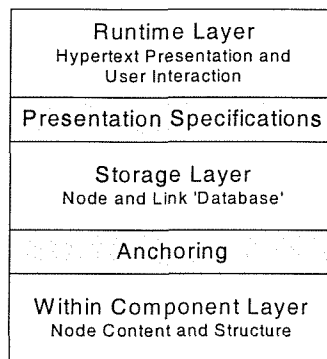 Runtime Layer
Hypertext Presentation and
User Interaction
Presentation Specifications
Storage Layer
Node and Link 'Database'
Anchoring
Within Component Layer
Node Content and Structure